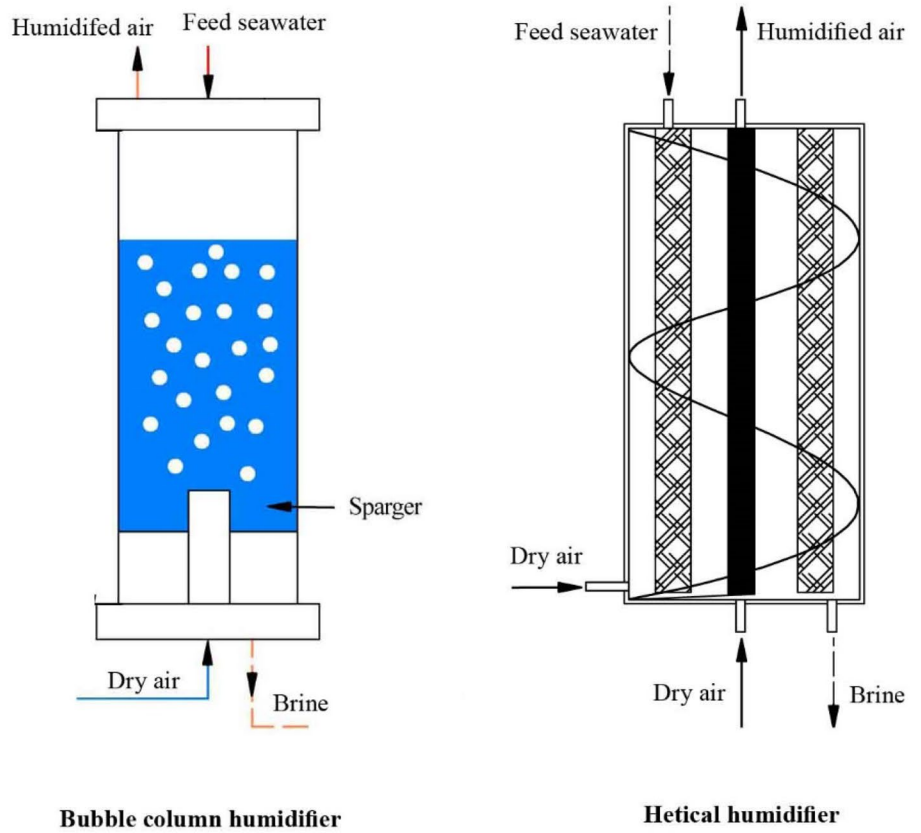 Humidifed air
Feed seawater
Sparger
Dry air
Brine
Bubble column humidifier
Feed seawater
Humidified air
Dry air
Dry air
Brine
Hetical humidifier